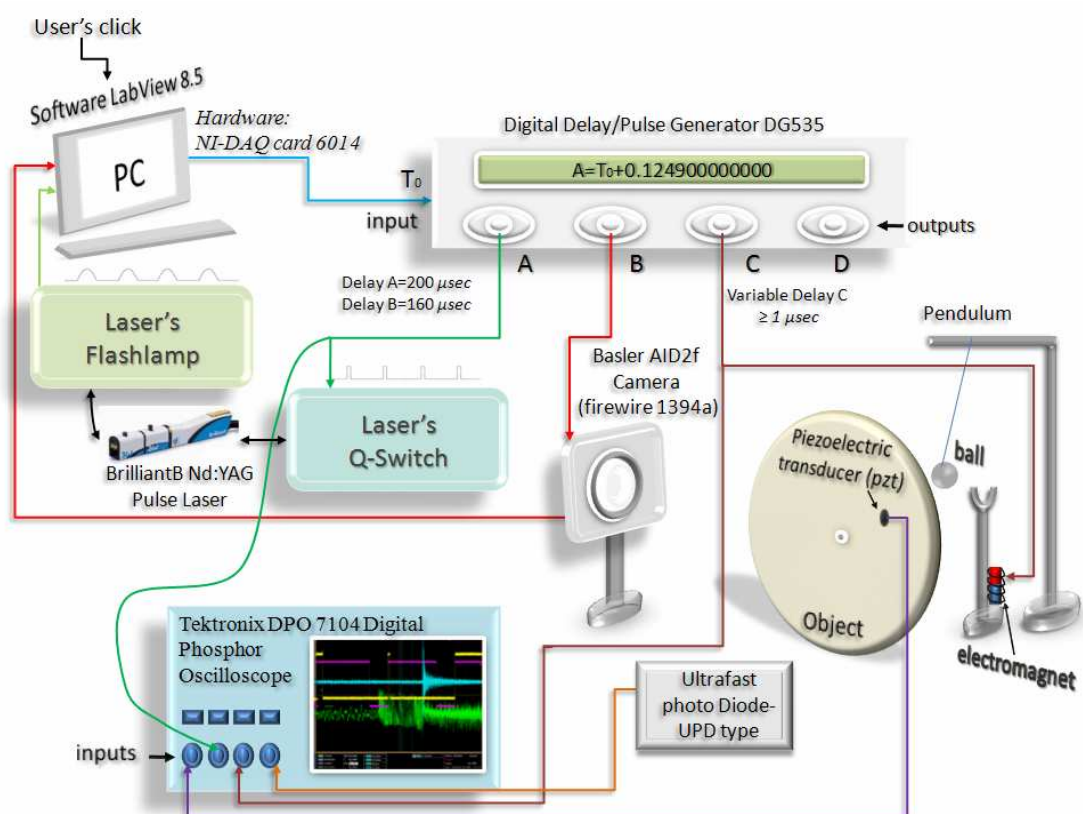 User's click
Software LabView 8.5
PC
Hardware:
NI-DAQ card 6014
Digital Delay/Pulse Generator DG535
A=T₀+0.124900000000
T₀
input
outputs
A
B
C
D
Delay A=200 μsec
Delay B=160 μsec
Variable Delay C
≥ 1 μsec
Laser's
Flashlamp
Pendulum
Basler AID2f
Camera
(firewire 1394a)
Laser's
Q-Switch
BrilliantB Nd:YAG
Pulse Laser
Piezoelectric
transducer (pzt)
ball
Object
electromagnet
Tektronix DPO 7104 Digital
Phosphor
Oscilloscope
inputs
Ultrafast
photo Diode-
UPD type